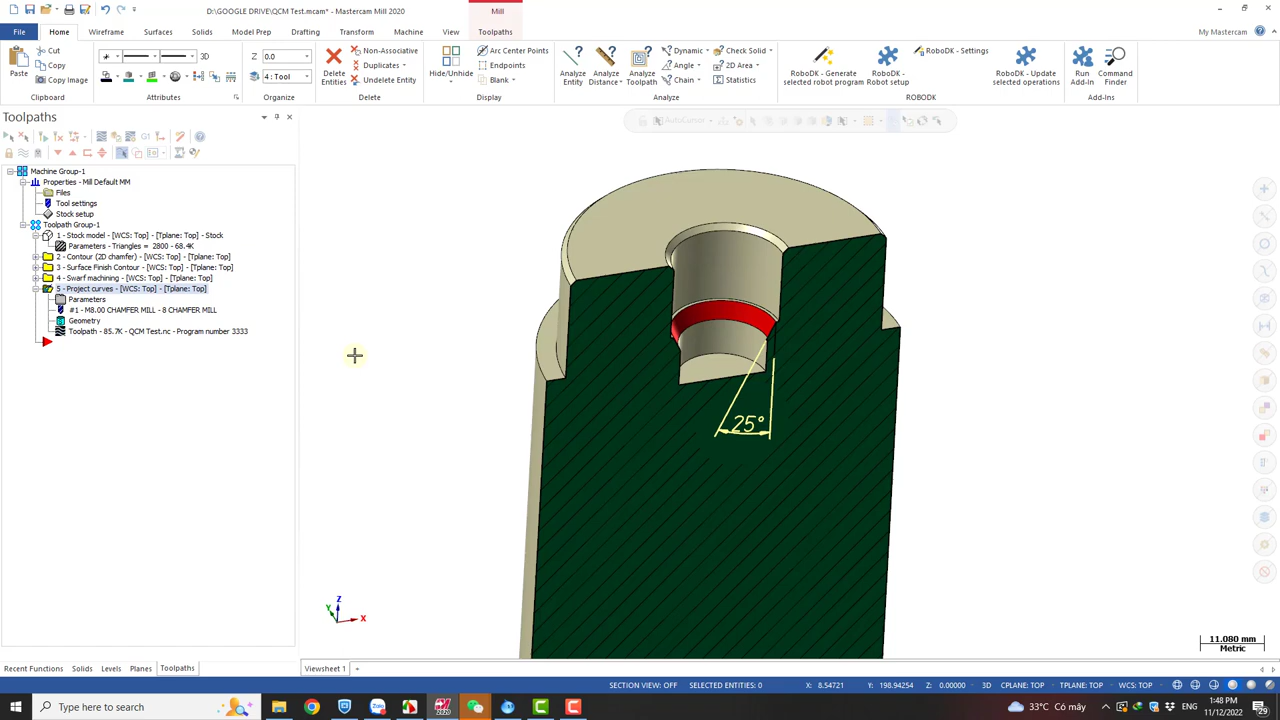 D:\GOOGLE DRIVE\QCM Test.mcam* - Mastercam Mill 2020
Mill
File Home Wireframe Surfaces Solids Model Prep Drafting Transform Machine View Toolpaths
My Mastercam
Paste
Cut
Copy
Copy Image
Clipboard
3D
Attributes
Z 0.0
4 : Tool
Organize
Delete Entities
Non-Associative
Duplicates
Undelete Entity
Delete
Hide/Unhide
Arc Center Points
Endpoints
Blank
Display
Analyze Entity
Analyze Distance
Analyze Toolpath
Dynamic
Angle
Chain
Check Solid
2D Area
Statistics
Analyze
RoboDK - Generate selected robot program
RoboDK - Robot setup
RoboDK - Settings
RoboDK - Update selected operations
ROBODK
Run Add-In
Command Finder
Add-Ins
Toolpaths
AutoCursor
G1
Machine Group-1
Properties - Mill Default MM
Files
Tool settings
Stock setup
Toolpath Group-1
1 - Stock model - [WCS: Top] - [Tplane: Top] - Stock
Parameters - Triangles = 2800 - 68.4K
2 - Contour (2D chamfer) - [WCS: Top] - [Tplane: Top]
3 - Surface Finish Contour - [WCS: Top] - [Tplane: Top]
4 - Swarf machining - [WCS: Top] - [Tplane: Top]
5 - Project curves - [WCS: Top] - [Tplane: Top]
Parameters
#1 - M8.00 CHAMFER MILL - 8 CHAMFER MILL
Geometry
Toolpath - 85.7K - QCM Test.nc - Program number 3333
25°
Z
Y
X
11.080 mm
Metric
Recent Functions Solids Levels Planes Toolpaths
Viewsheet 1 +
SECTION VIEW: OFF SELECTED ENTITIES: 0 X: 8.54721 Y: 198.94254 Z: 0.00000 3D CPLANE: TOP TPLANE: TOP WCS: TOP
Type here to search
33°C Có mây
1:48 PM
11/12/2022
29